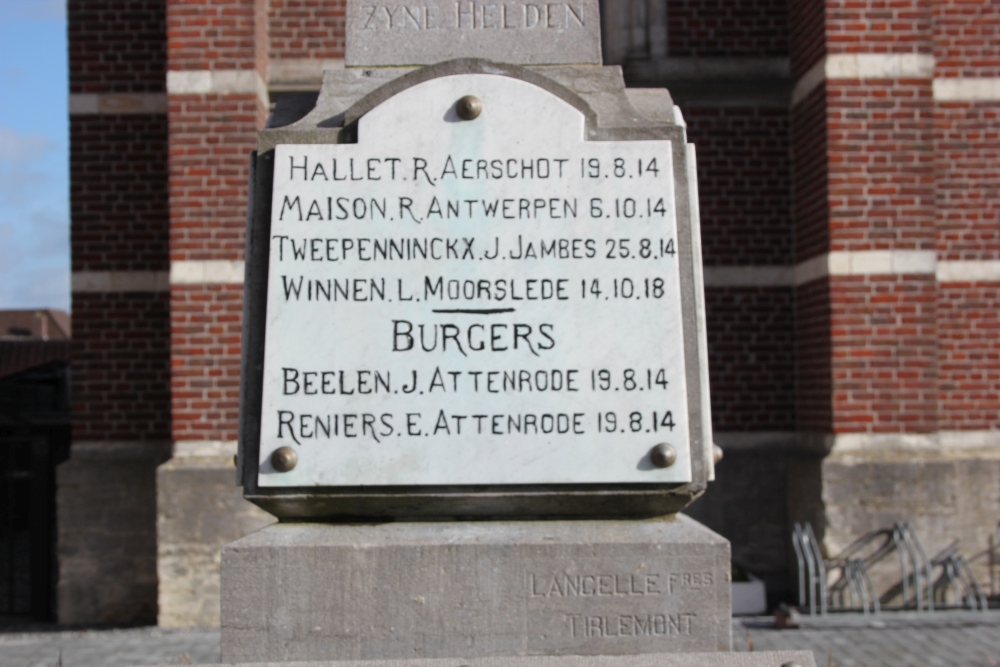 ZYNE HELDEN
HALLET.R.AERSCHOT 19.8.14
MAISON.R.ANTWERPEN 6.10.14
TWEEPENNINCKX.J.JAMBES 25.8.14
WINNEN.L.MOORSLEDE 14.10.18
BURGERS
BEELEN.J.ATTENRODE 19.8.14
RENIERS.E.ATTENRODE 19.8.14
LANGELLE FRES
TIRLEMONT